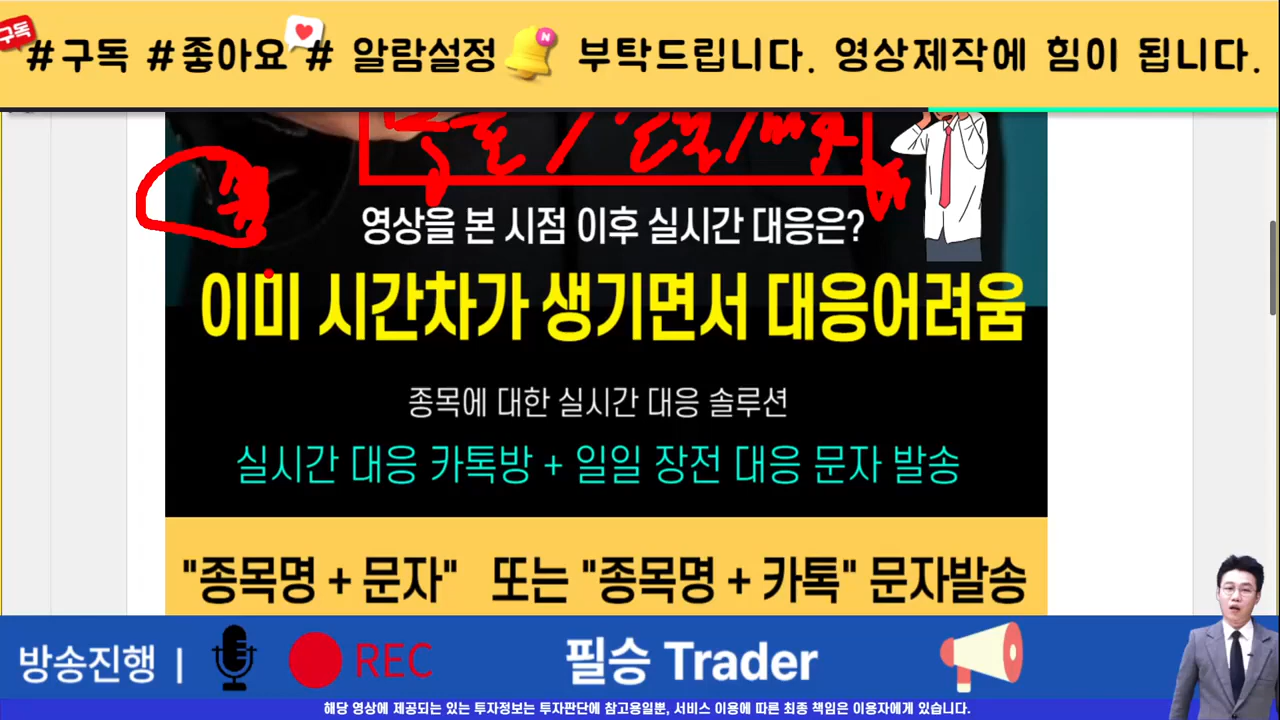 구독
#구독 #좋아요 # 알람설정 부탁드립니다. 영상제작에 힘이 됩니다.
N
영상을 본 시점 이후 실시간 대응은?
이미 시간차가 생기면서 대응어려움
종목에 대한 실시간 대응 솔루션
실시간 대응 카톡방 + 일일 장전 대응 문자 발송
"종목명 + 문자" 또는 "종목명 + 카톡" 문자발송
방송진행 | REC 필승 Trader
해당 영상에 제공되는 있는 투자정보는 투자판단에 참고용일뿐, 서비스 이용에 따른 최종 책임은 이용자에게 있습니다.